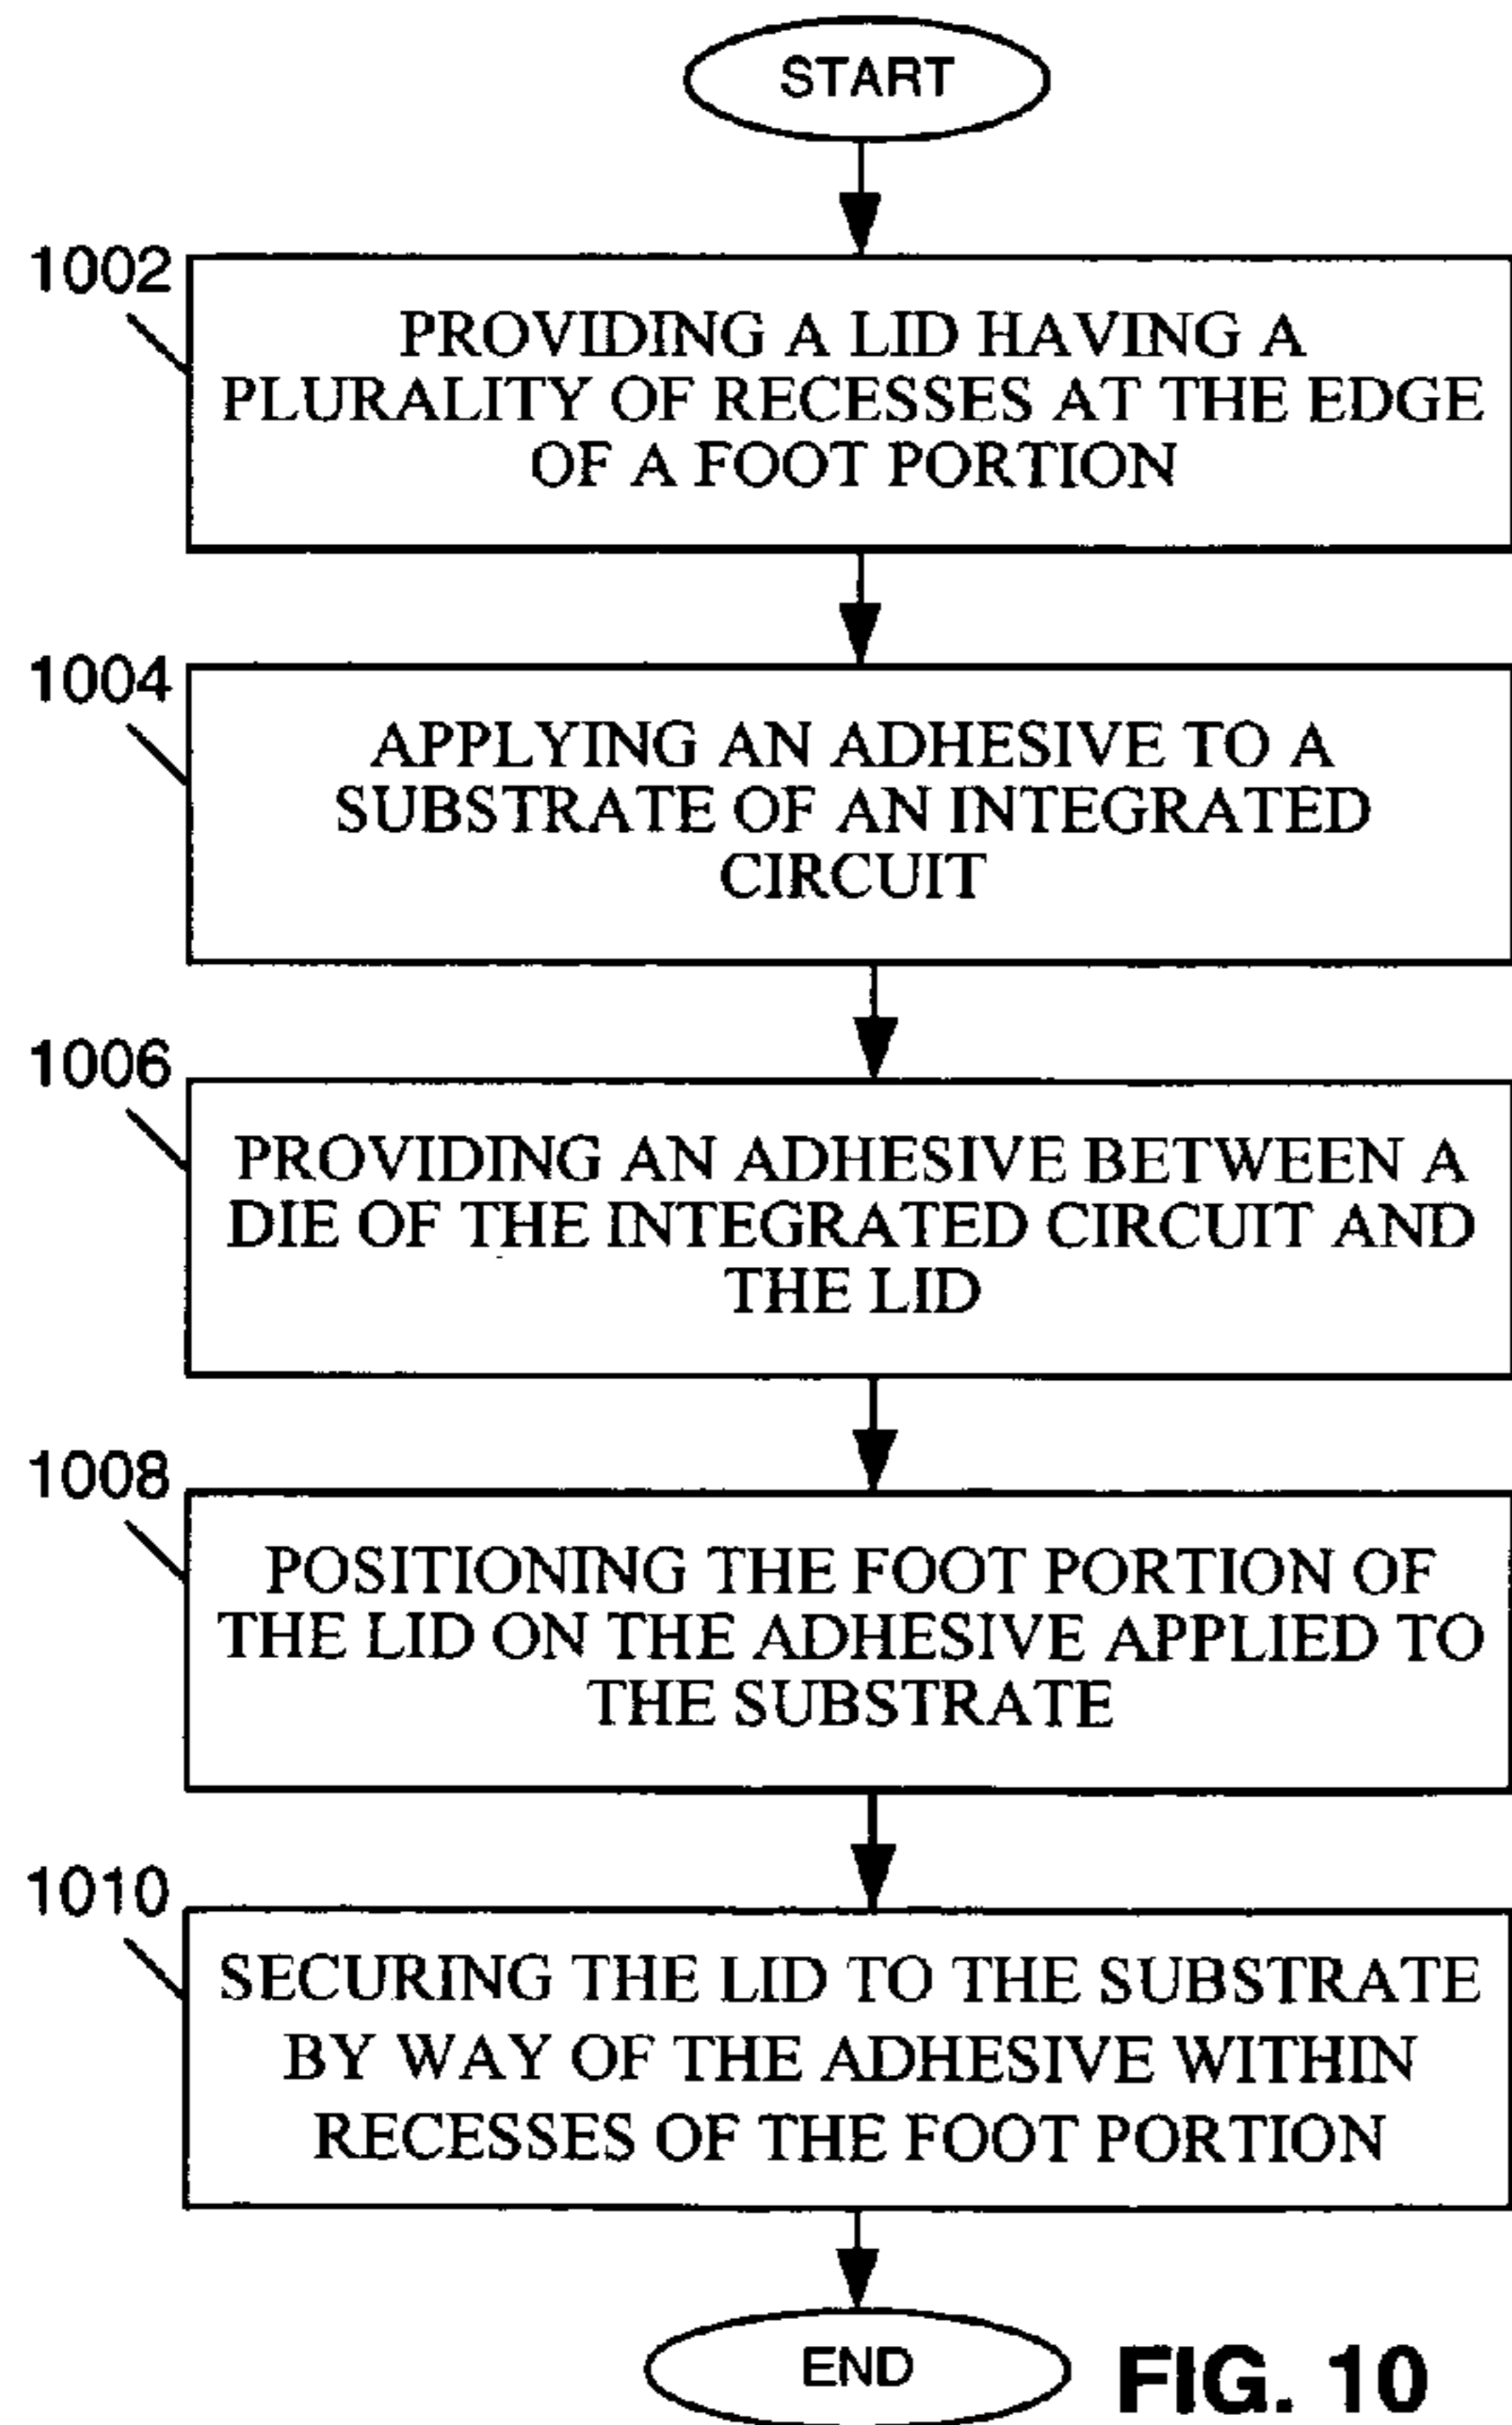 START
1002
PROVIDING A LID HAVING A
PLURALITY OF RECESSES AT THE EDGE
OF A FOOT PORTION
1004
APPLYING AN ADHESIVE TO A
SUBSTRATE OF AN INTEGRATED
CIRCUIT
1006
PROVIDING AN ADHESIVE BETWEEN A
DIE OF THE INTEGRATED CIRCUIT AND
THE LID
1008
POSITIONING THE FOOT PORTION OF
THE LID ON THE ADHESIVE APPLIED TO
THE SUBSTRATE
1010
SECURING THE LID TO THE SUBSTRATE
BY WAY OF THE ADHESIVE WITHIN
RECESSES OF THE FOOT PORTION
END
FIG. 10